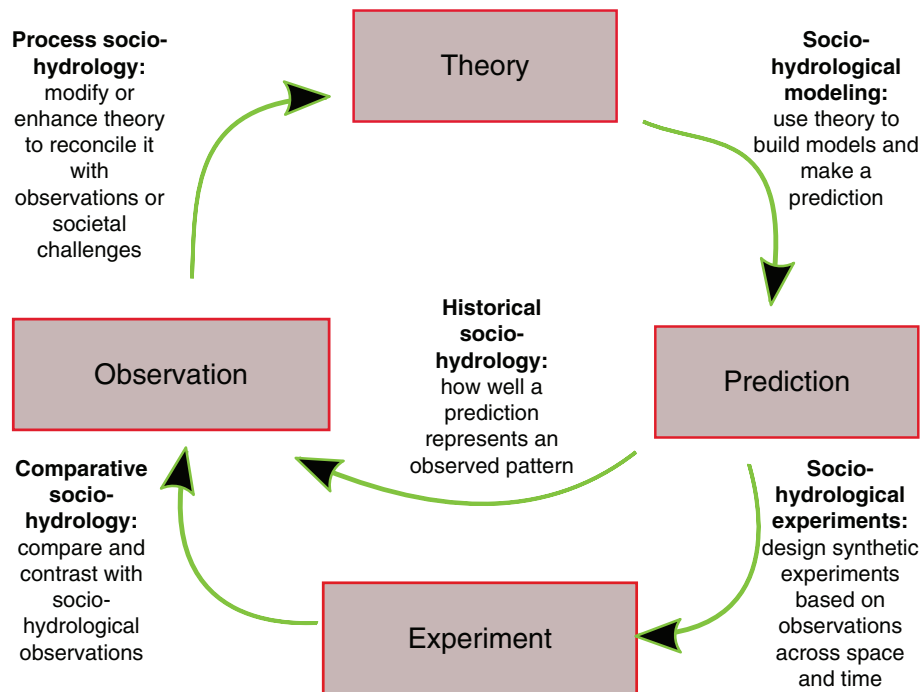 Process socio-
hydrology:
modify or
enhance theory
to reconcile it
with
observations or
societal
challenges
Theory
Socio-
hydrological
modeling:
use theory to
build models and
make a
prediction
Observation
Historical
socio-
hydrology:
how well a
prediction
represents an
observed pattern
Prediction
Comparative
socio-
hydrology:
compare and
contrast with
socio-
hydrological
observations
Experiment
Socio-
hydrological
experiments:
design synthetic
experiments
based on
observations
across space
and time